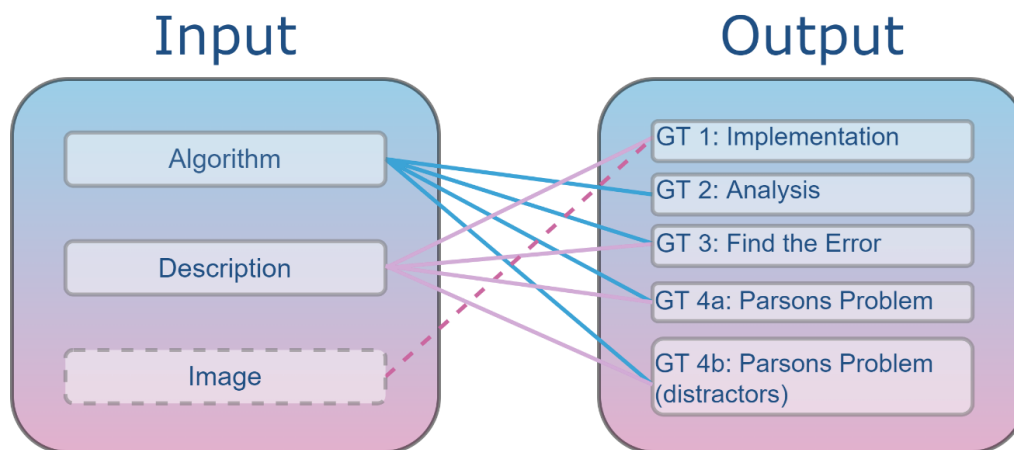 Input
Output
Algorithm
Description
Image
GT 1: Implementation
GT 2: Analysis
GT 3: Find the Error
GT 4a: Parsons Problem
GT 4b: Parsons Problem
(distractors)